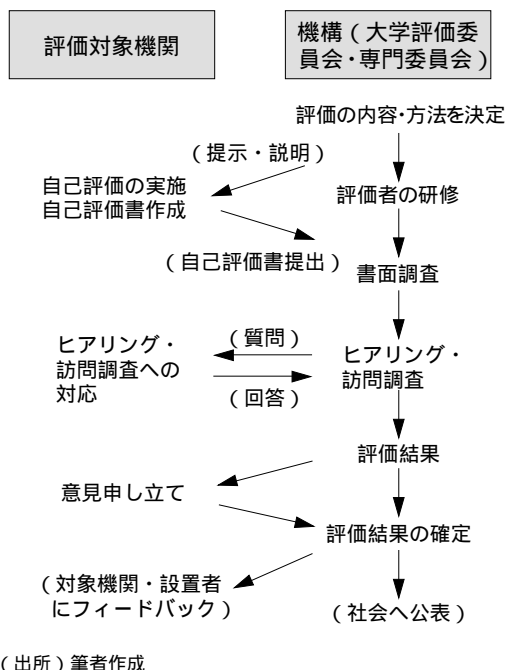 評価対象機関
機構（大学評価委
員会・専門委員会）
評価の内容・方法を決定
（提示・説明）
自己評価の実施
自己評価書作成
評価者の研修
（自己評価書提出）
書面調査
ヒアリング・
訪問調査への
対応
（質問）
（回答）
ヒアリング・
訪問調査
評価結果
意見申し立て
評価結果の確定
（対象機関・設置者
にフィードバック）
（社会へ公表）
（出所）筆者作成